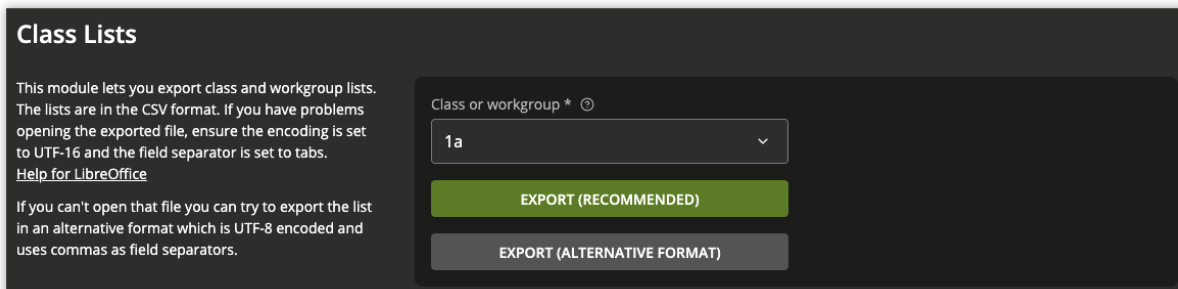 Class Lists
This module lets you export class and workgroup lists.
The lists are in the CSV format. If you have problems
opening the exported file, ensure the encoding is set
to UTF-16 and the field separator is set to tabs.
Help for LibreOffice
If you can't open that file you can try to export the list
in an alternative format which is UTF-8 encoded and
uses commas as field separators.
Class or workgroup *
1a
EXPORT (RECOMMENDED)
EXPORT (ALTERNATIVE FORMAT)